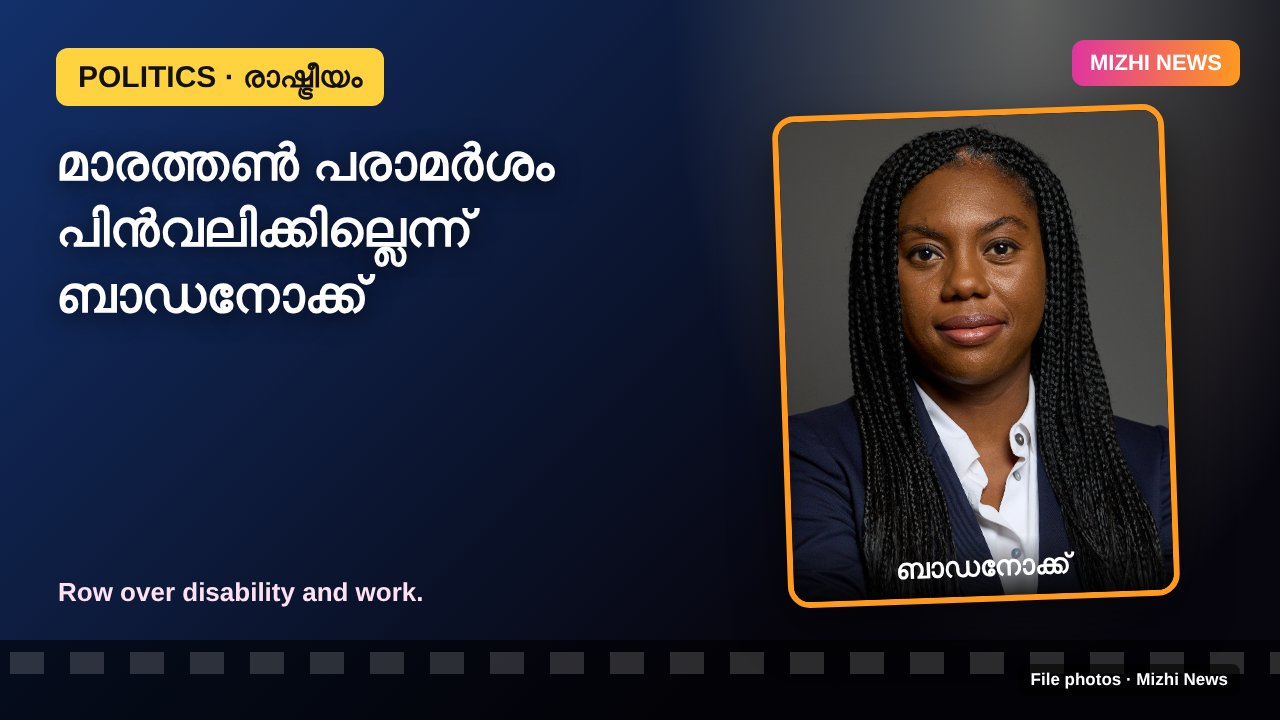 POLITICS · രാഷ്ട്രീയം
MIZHI NEWS
മാരത്തൺ പരാമർശം
പിൻവലിക്കില്ലെന്ന്
ബാഡനോക്ക്
ബാഡനോക്ക്
Row over disability and work.
File photos · Mizhi News